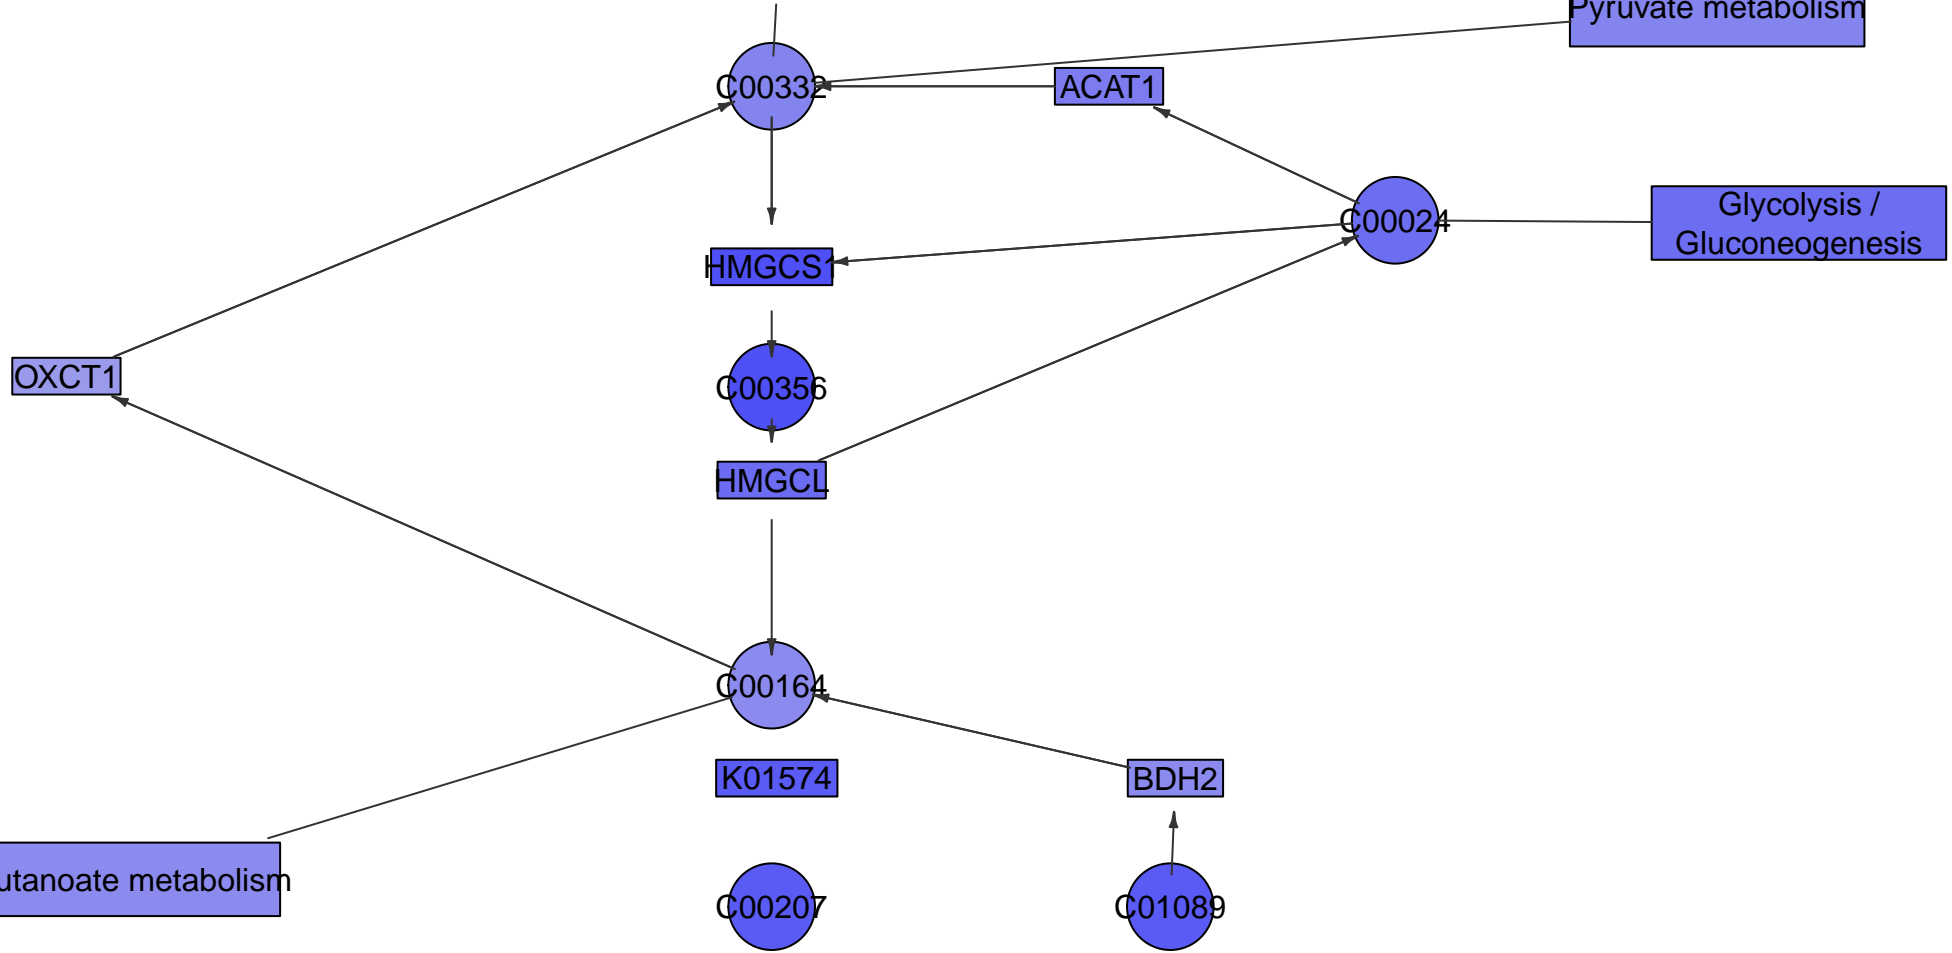 Pyruvate metabolism
C00332
ACAT1
C00024
Glycolysis /
Gluconeogenesis
HMGCS1
OXCT1
C00356
HMGCL
C00164
K01574
BDH2
utanoate metabolism
C00207
C01089